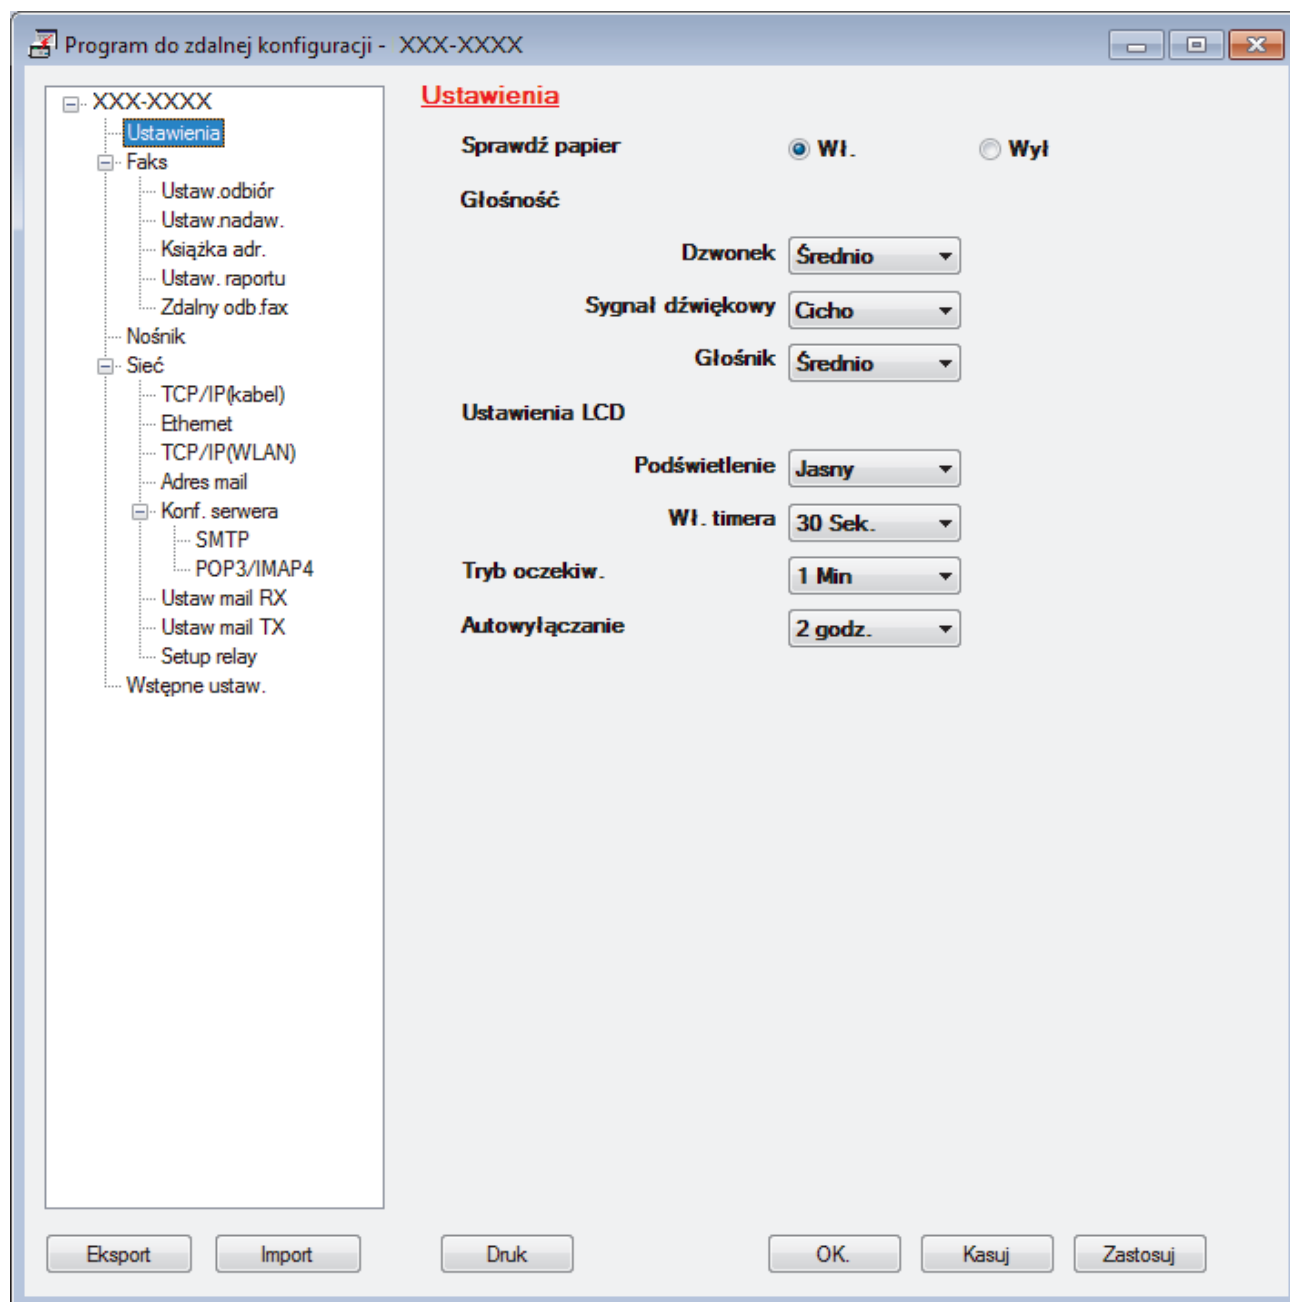 Program do zdalnej konfiguracji - XXX-XXXX
XXX-XXXX
Ustawienia
Faks
Ustaw.odbiór
Ustaw.nadaw.
Książka adr.
Ustaw. raportu
Zdalny odb.fax
Nośnik
Sieć
TCP/IP(kabel)
Ethernet
TCP/IP(WLAN)
Adres mail
Konf. serwera
SMTP
POP3/IMAP4
Ustaw mail RX
Ustaw mail TX
Setup relay
Wstępne ustaw.
Ustawienia
Sprawdź papier Wł. Wył
Głośność
Dzwonek Średnio
Sygnał dźwiękowy Cicho
Głośnik Średnio
Ustawienia LCD
Podświetlenie Jasny
Wł. timera 30 Sek.
Tryb oczekiw. 1 Min
Autowyłączanie 2 godz.
Eksport Import Druk OK. Kasuj Zastosuj